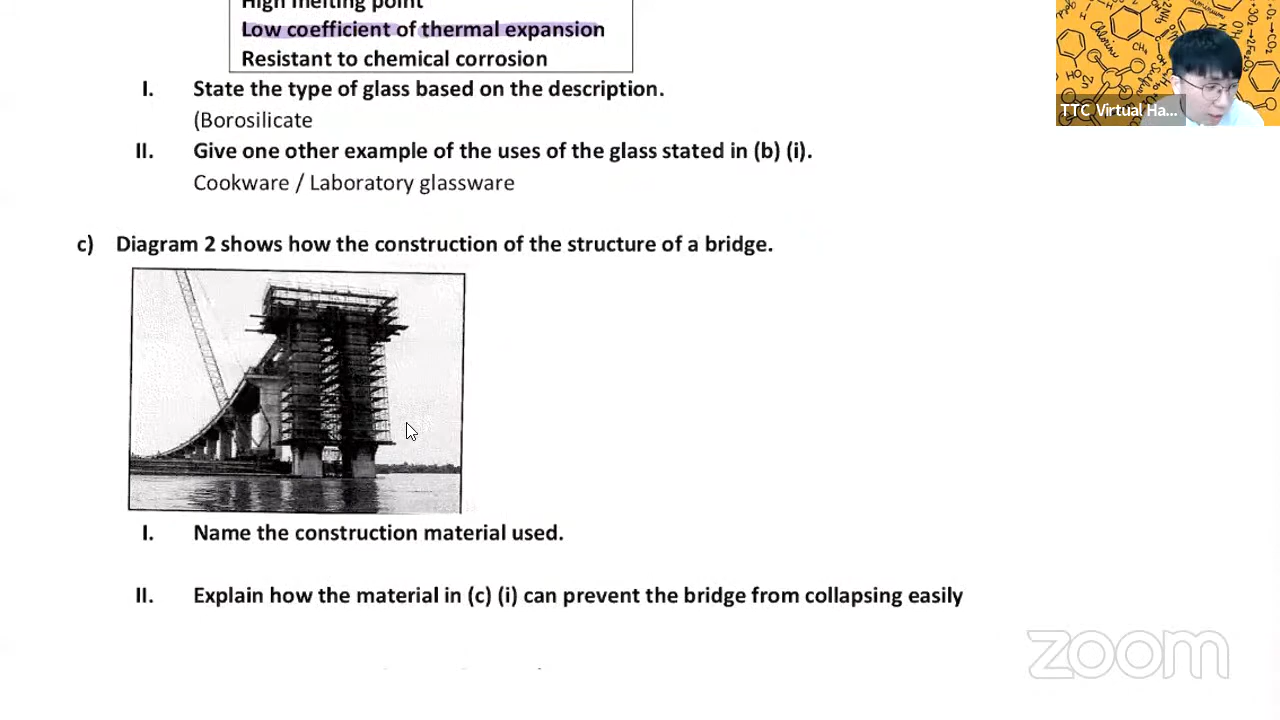 High melting point
Low coefficient of thermal expansion
Resistant to chemical corrosion
I. State the type of glass based on the description.
(Borosilicate
II. Give one other example of the uses of the glass stated in (b) (i).
Cookware / Laboratory glassware
c) Diagram 2 shows how the construction of the structure of a bridge.
I. Name the construction material used.
II. Explain how the material in (c) (i) can prevent the bridge from collapsing easily
TTC Virtual Ha...
zoom